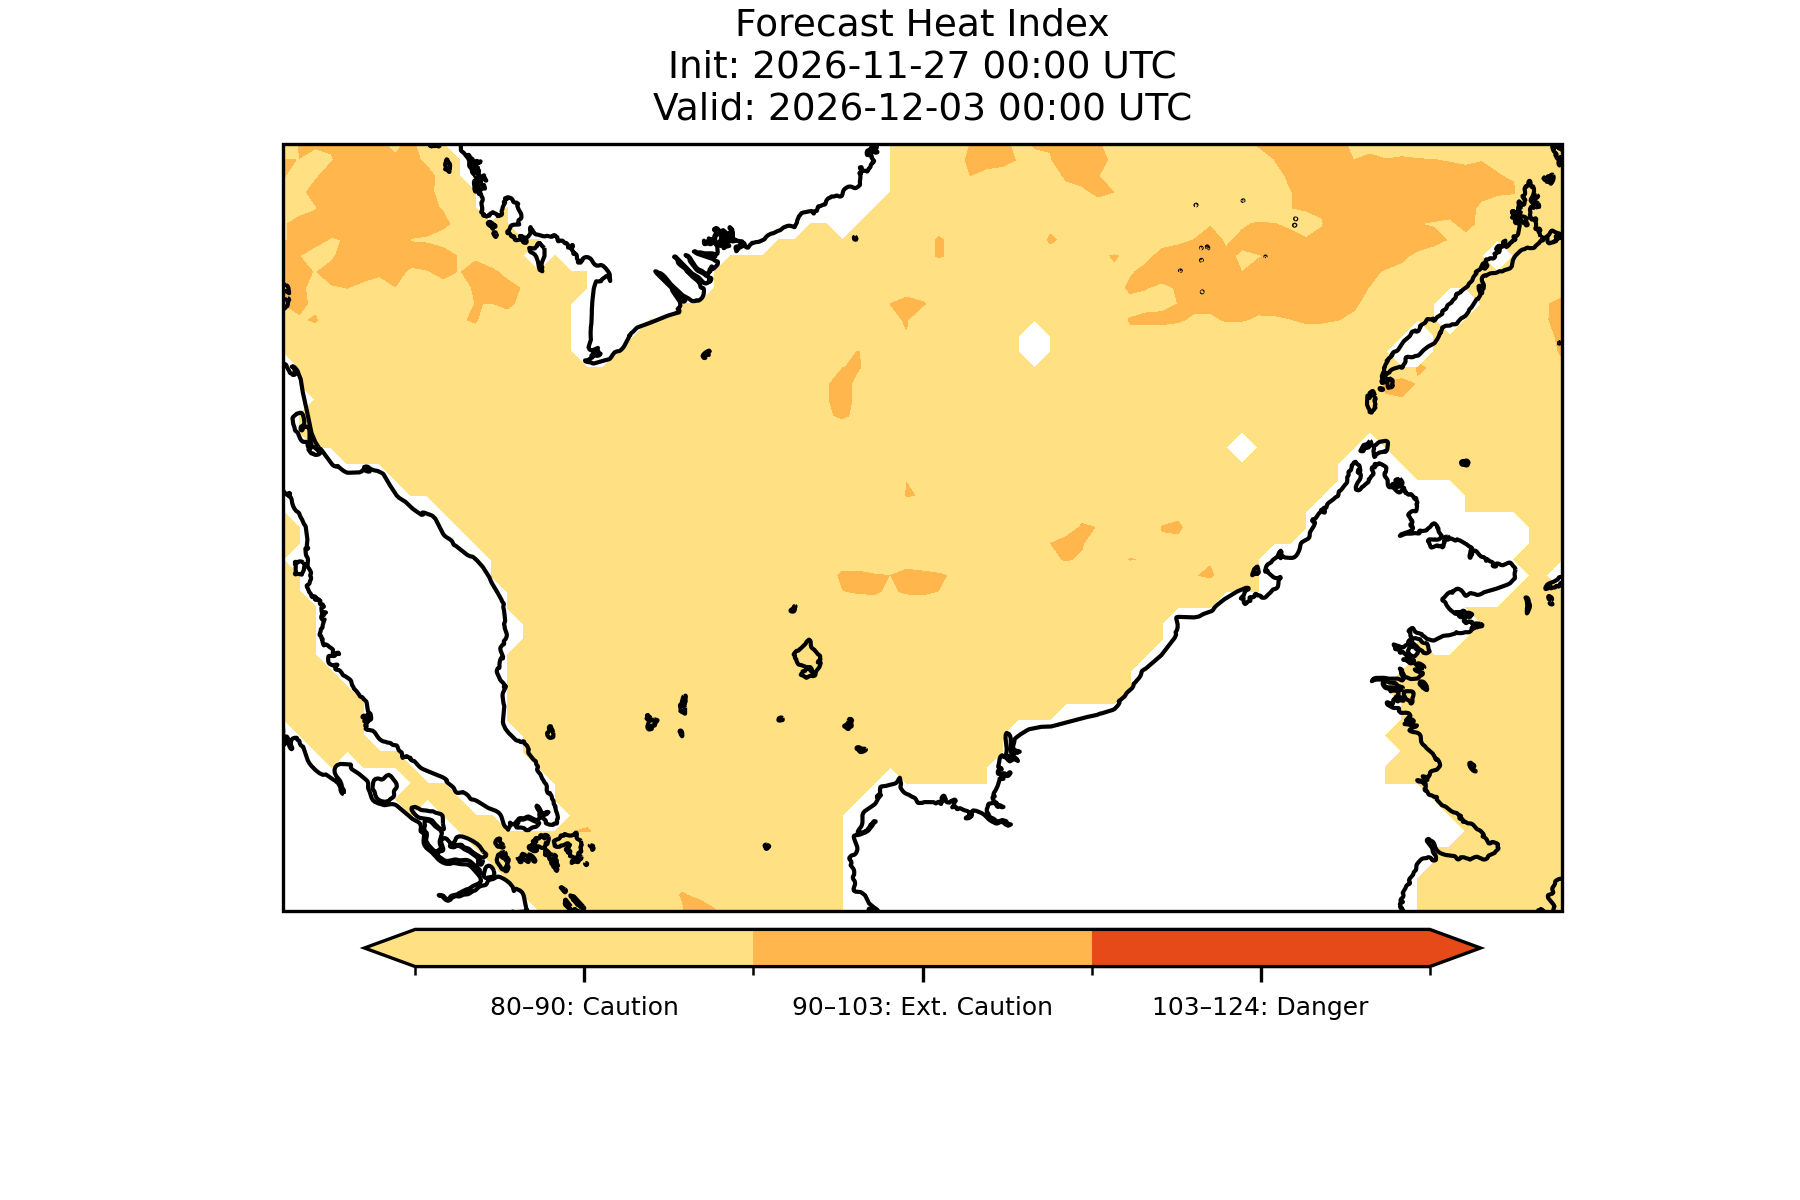 Forecast Heat Index
Init: 2026-11-27 00:00 UTC
Valid: 2026-12-03 00:00 UTC
80–90: Caution
90–103: Ext. Caution
103–124: Danger